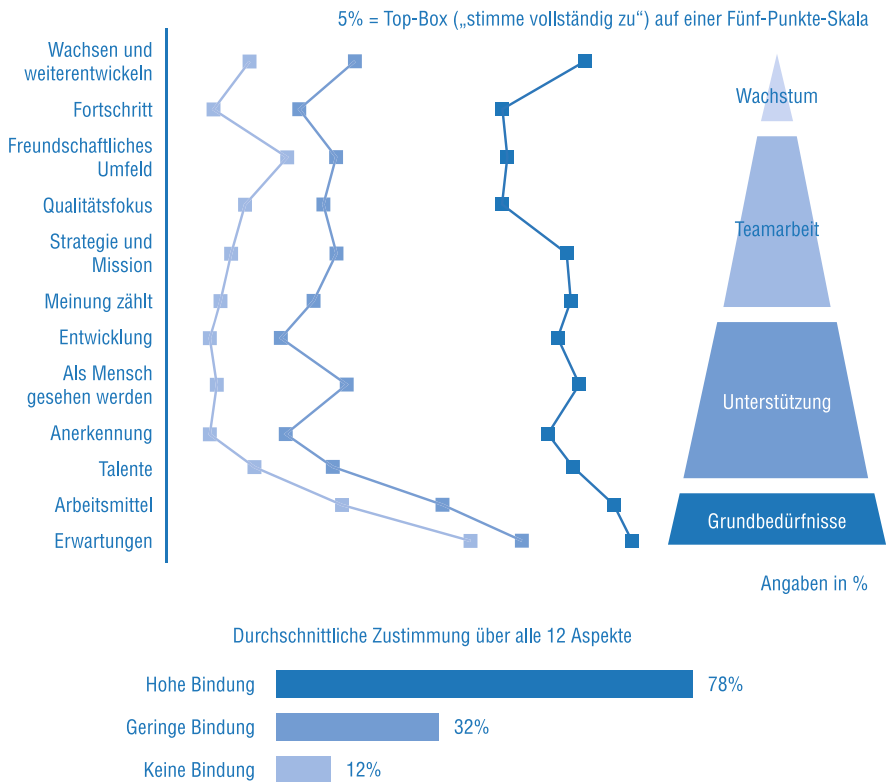 5% = Top-Box („stimme vollständig zu“) auf einer Fünf-Punkte-Skala
Wachsen und
weiterentwickeln
Fortschritt
Freundschaftliches
Umfeld
Qualitätsfokus
Strategie und
Mission
Meinung zählt
Entwicklung
Als Mensch
gesehen werden
Anerkennung
Talente
Arbeitsmittel
Erwartungen
Wachstum
Teamarbeit
Unterstützung
Grundbedürfnisse
Angaben in %
Durchschnittliche Zustimmung über alle 12 Aspekte
Hohe Bindung 78%
Geringe Bindung 32%
Keine Bindung 12%